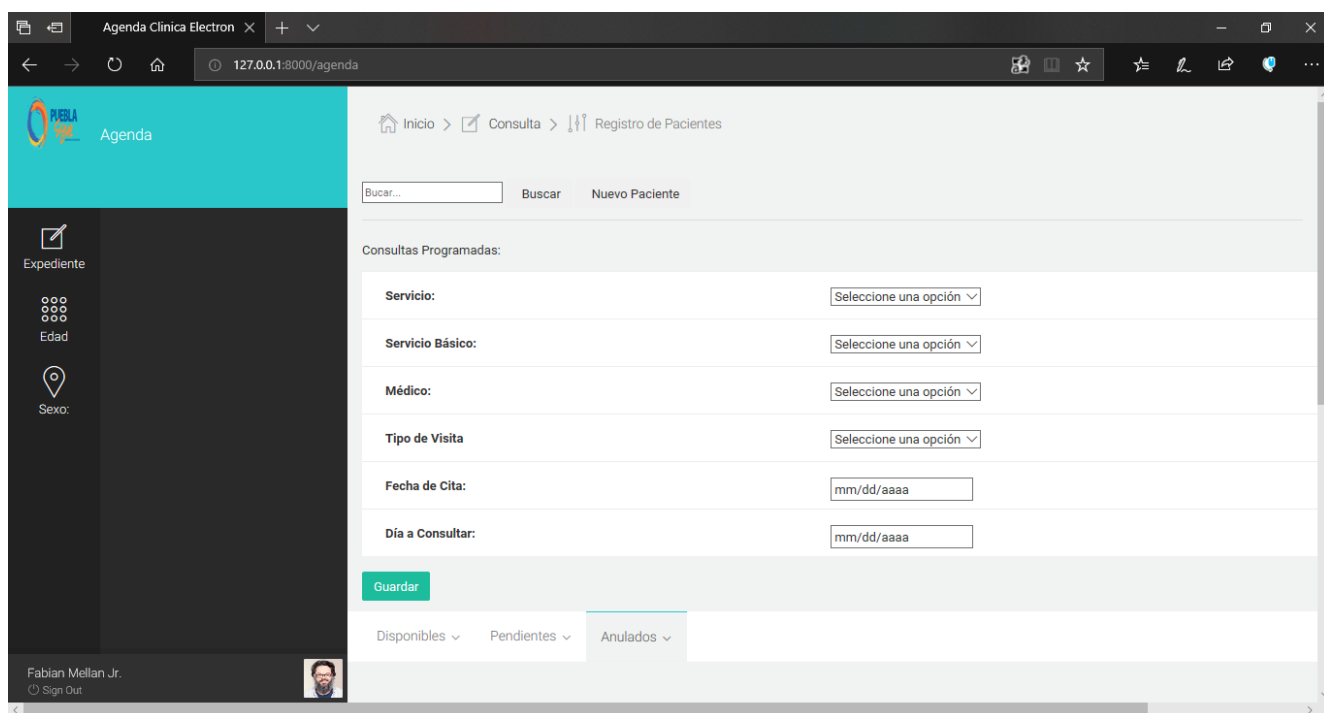 Agenda Clinica Electron
127.0.0.1:8000/agenda
PUEBLA
Agenda
Inicio > Consulta > Registro de Pacientes
Bucar...
Buscar
Nuevo Paciente
Expediente
Edad
Sexo:
Consultas Programadas:
Servicio: Seleccione una opción
Servicio Básico: Seleccione una opción
Médico: Seleccione una opción
Tipo de Visita Seleccione una opción
Fecha de Cita: mm/dd/aaaa
Día a Consultar: mm/dd/aaaa
Guardar
Disponibles Pendientes Anulados
Fabian Mellan Jr.
Sign Out